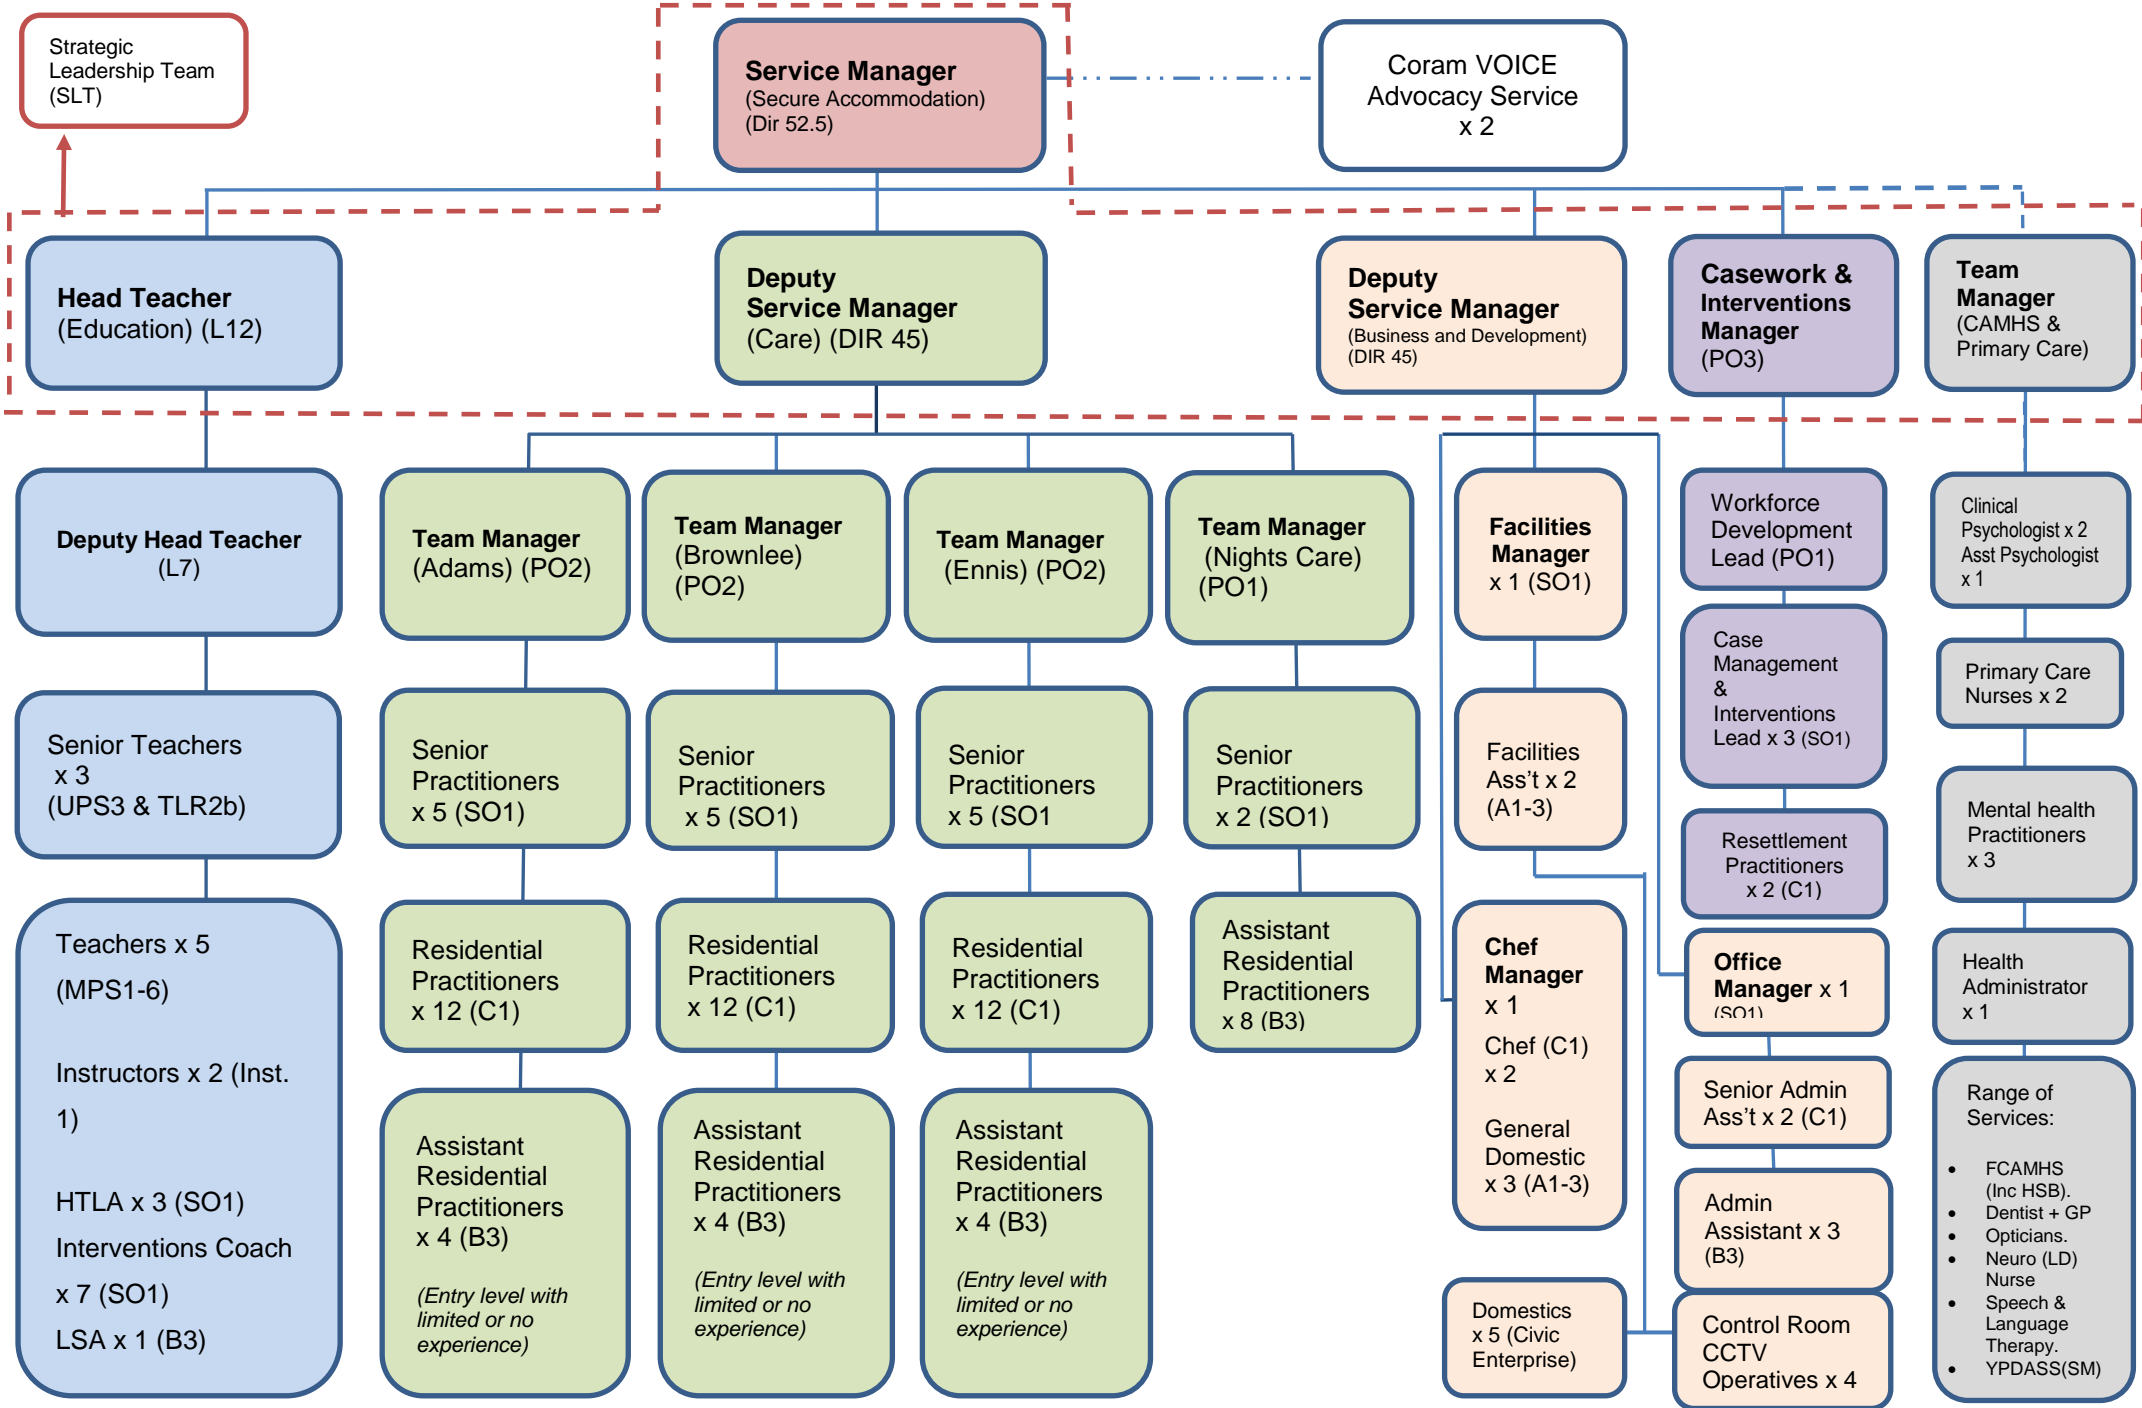 Strategic
Leadership Team
(SLT)
Service Manager
(Secure Accommodation)
(Dir 52.5)
Coram VOICE
Advocacy Service
x 2
Head Teacher
(Education) (L12)
Deputy
Service Manager
(Care) (DIR 45)
Deputy
Service Manager
(Business and Development)
(DIR 45)
Casework &
Interventions
Manager
(PO3)
Team
Manager
(CAMHS &
Primary Care)
Deputy Head Teacher
(L7)
Team Manager
(Adams) (PO2)
Team Manager
(Brownlee)
(PO2)
Team Manager
(Ennis) (PO2)
Team Manager
(Nights Care)
(PO1)
Facilities
Manager
x 1 (SO1)
Workforce
Development
Lead (PO1)
Clinical
Psychologist x 2
Asst Psychologist
x 1
Case
Management
&
Interventions
Lead x 3 (SO1)
Primary Care
Nurses x 2
Senior Teachers
x 3
(UPS3 & TLR2b)
Senior
Practitioners
x 5 (SO1)
Senior
Practitioners
x 5 (SO1)
Senior
Practitioners
x 5 (SO1
Senior
Practitioners
x 2 (SO1)
Facilities
Ass't x 2
(A1-3)
Resettlement
Practitioners
x 2 (C1)
Mental health
Practitioners
x 3
Teachers x 5
(MPS1-6)
Instructors x 2 (Inst.
1)
HTLA x 3 (SO1)
Interventions Coach
x 7 (SO1)
LSA x 1 (B3)
Residential
Practitioners
x 12 (C1)
Residential
Practitioners
x 12 (C1)
Residential
Practitioners
x 12 (C1)
Assistant
Residential
Practitioners
x 8 (B3)
Chef
Manager
x 1
Chef (C1)
x 2
General
Domestic
x 3 (A1-3)
Office
Manager x 1
(SO1)
Health
Administrator
x 1
Assistant
Residential
Practitioners
x 4 (B3)
(Entry level with
limited or no
experience)
Assistant
Residential
Practitioners
x 4 (B3)
(Entry level with
limited or no
experience)
Assistant
Residential
Practitioners
x 4 (B3)
(Entry level with
limited or no
experience)
Senior Admin
Ass't x 2 (C1)
Admin
Assistant x 3
(B3)
Domestics
x 5 (Civic
Enterprise)
Control Room
CCTV
Operatives x 4
Range of
Services:
• FCAMHS
(Inc HSB).
• Dentist + GP
• Opticians.
• Neuro (LD)
Nurse
• Speech &
Language
Therapy.
• YPDASS(SM)